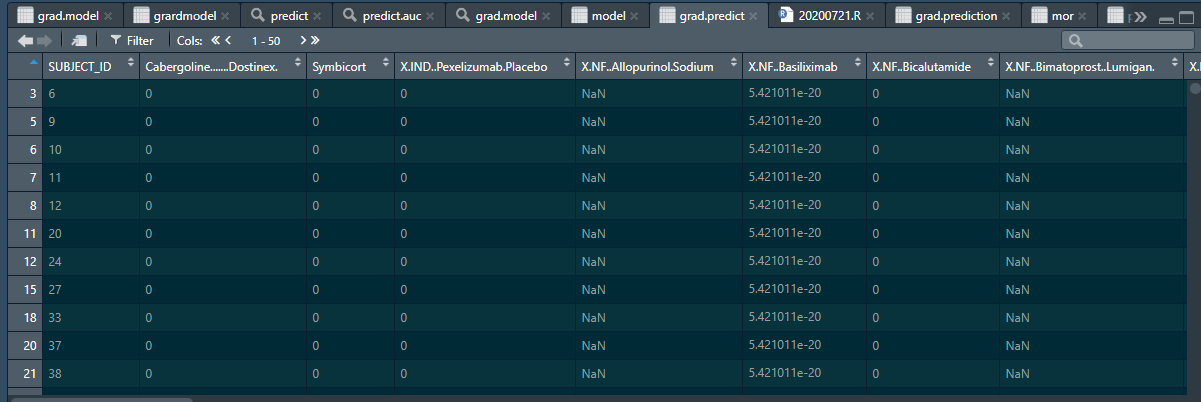 grad.model × grardmodel × predict × predict.auc × grad.model × model × grad.predict × 20200721.R × grad.prediction × mor ×
Filter Cols: 1 - 50
SUBJECT_ID Cabergoline.......Dostinex. Symbicort X.IND..Pexelizumab.Placebo X.NF..Allopurinol.Sodium X.NF..Basiliximab X.NF..Bicalutamide X.NF..Bimatoprost..Lumigan.
3 6 0 0 0 NaN 5.421011e-20 0 NaN
5 9 0 0 0 NaN 5.421011e-20 0 NaN
6 10 0 0 0 NaN 5.421011e-20 0 NaN
7 11 0 0 0 NaN 5.421011e-20 0 NaN
8 12 0 0 0 NaN 5.421011e-20 0 NaN
11 20 0 0 0 NaN 5.421011e-20 0 NaN
12 24 0 0 0 NaN 5.421011e-20 0 NaN
15 27 0 0 0 NaN 5.421011e-20 0 NaN
18 33 0 0 0 NaN 5.421011e-20 0 NaN
20 37 0 0 0 NaN 5.421011e-20 0 NaN
21 38 0 0 0 NaN 5.421011e-20 0 NaN